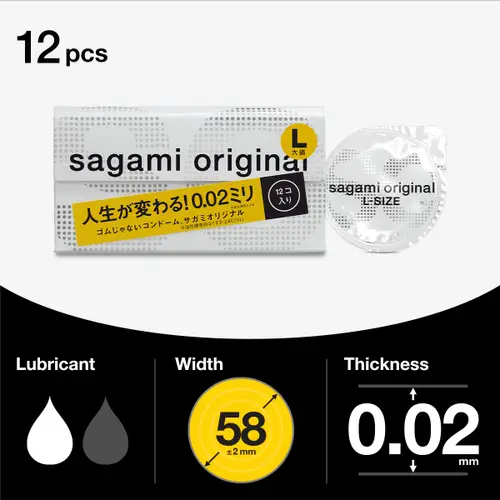 12 pcs
L
大価
sagami original
人生が変わる!0.02ミリ
ゴムじゃないコンドーム、サガミオリジナル
12コ
入り
sagami original
L-SIZE
Lubricant
Width
Thickness
58
±2 mm
0.02
mm